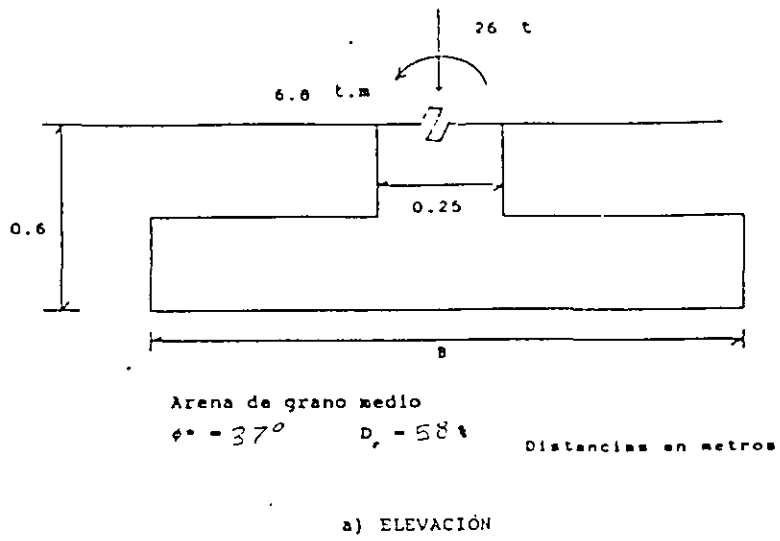 26 t
6.8 t.m
0.25
0.6
B
Arena de grano medio
φ* = 37° Dr = 58 %
Distancias en metros
a) ELEVACIÓN